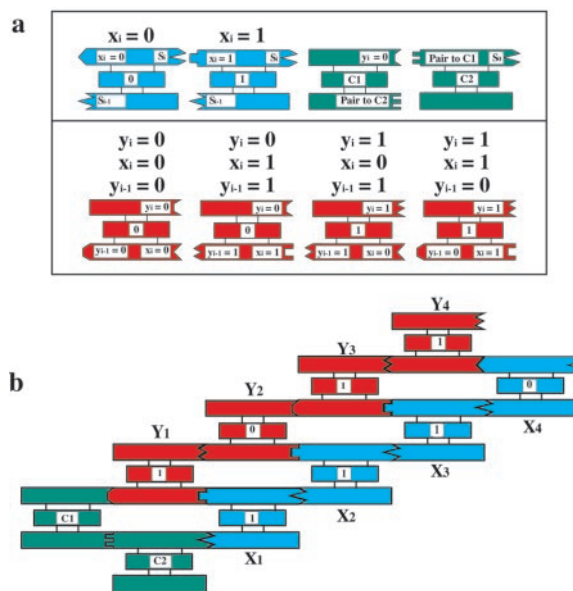 a
xi = 0 xi = 1
xi = 0 Si xi = 1 Si yi = 0 Pair to C1 So
0 1 C1 C2
Si-1 Si-1 Pair to C2
yi = 0 yi = 0 yi = 1 yi = 1
xi = 0 xi = 1 xi = 0 xi = 1
yi-1 = 0 yi-1 = 1 yi-1 = 1 yi-1 = 0
yi = 0 yi = 0 yi = 1 yi = 1
0 0 1 1
yi-1 = 0 xi = 0 yi-1 = 1 xi = 1 yi-1 = 1 xi = 0 yi-1 = 0 xi = 1
b
Y4
1
Y3
1 0
Y2 X4
0 1
Y1 X3
1 1
X2
C1 1
X1
C2